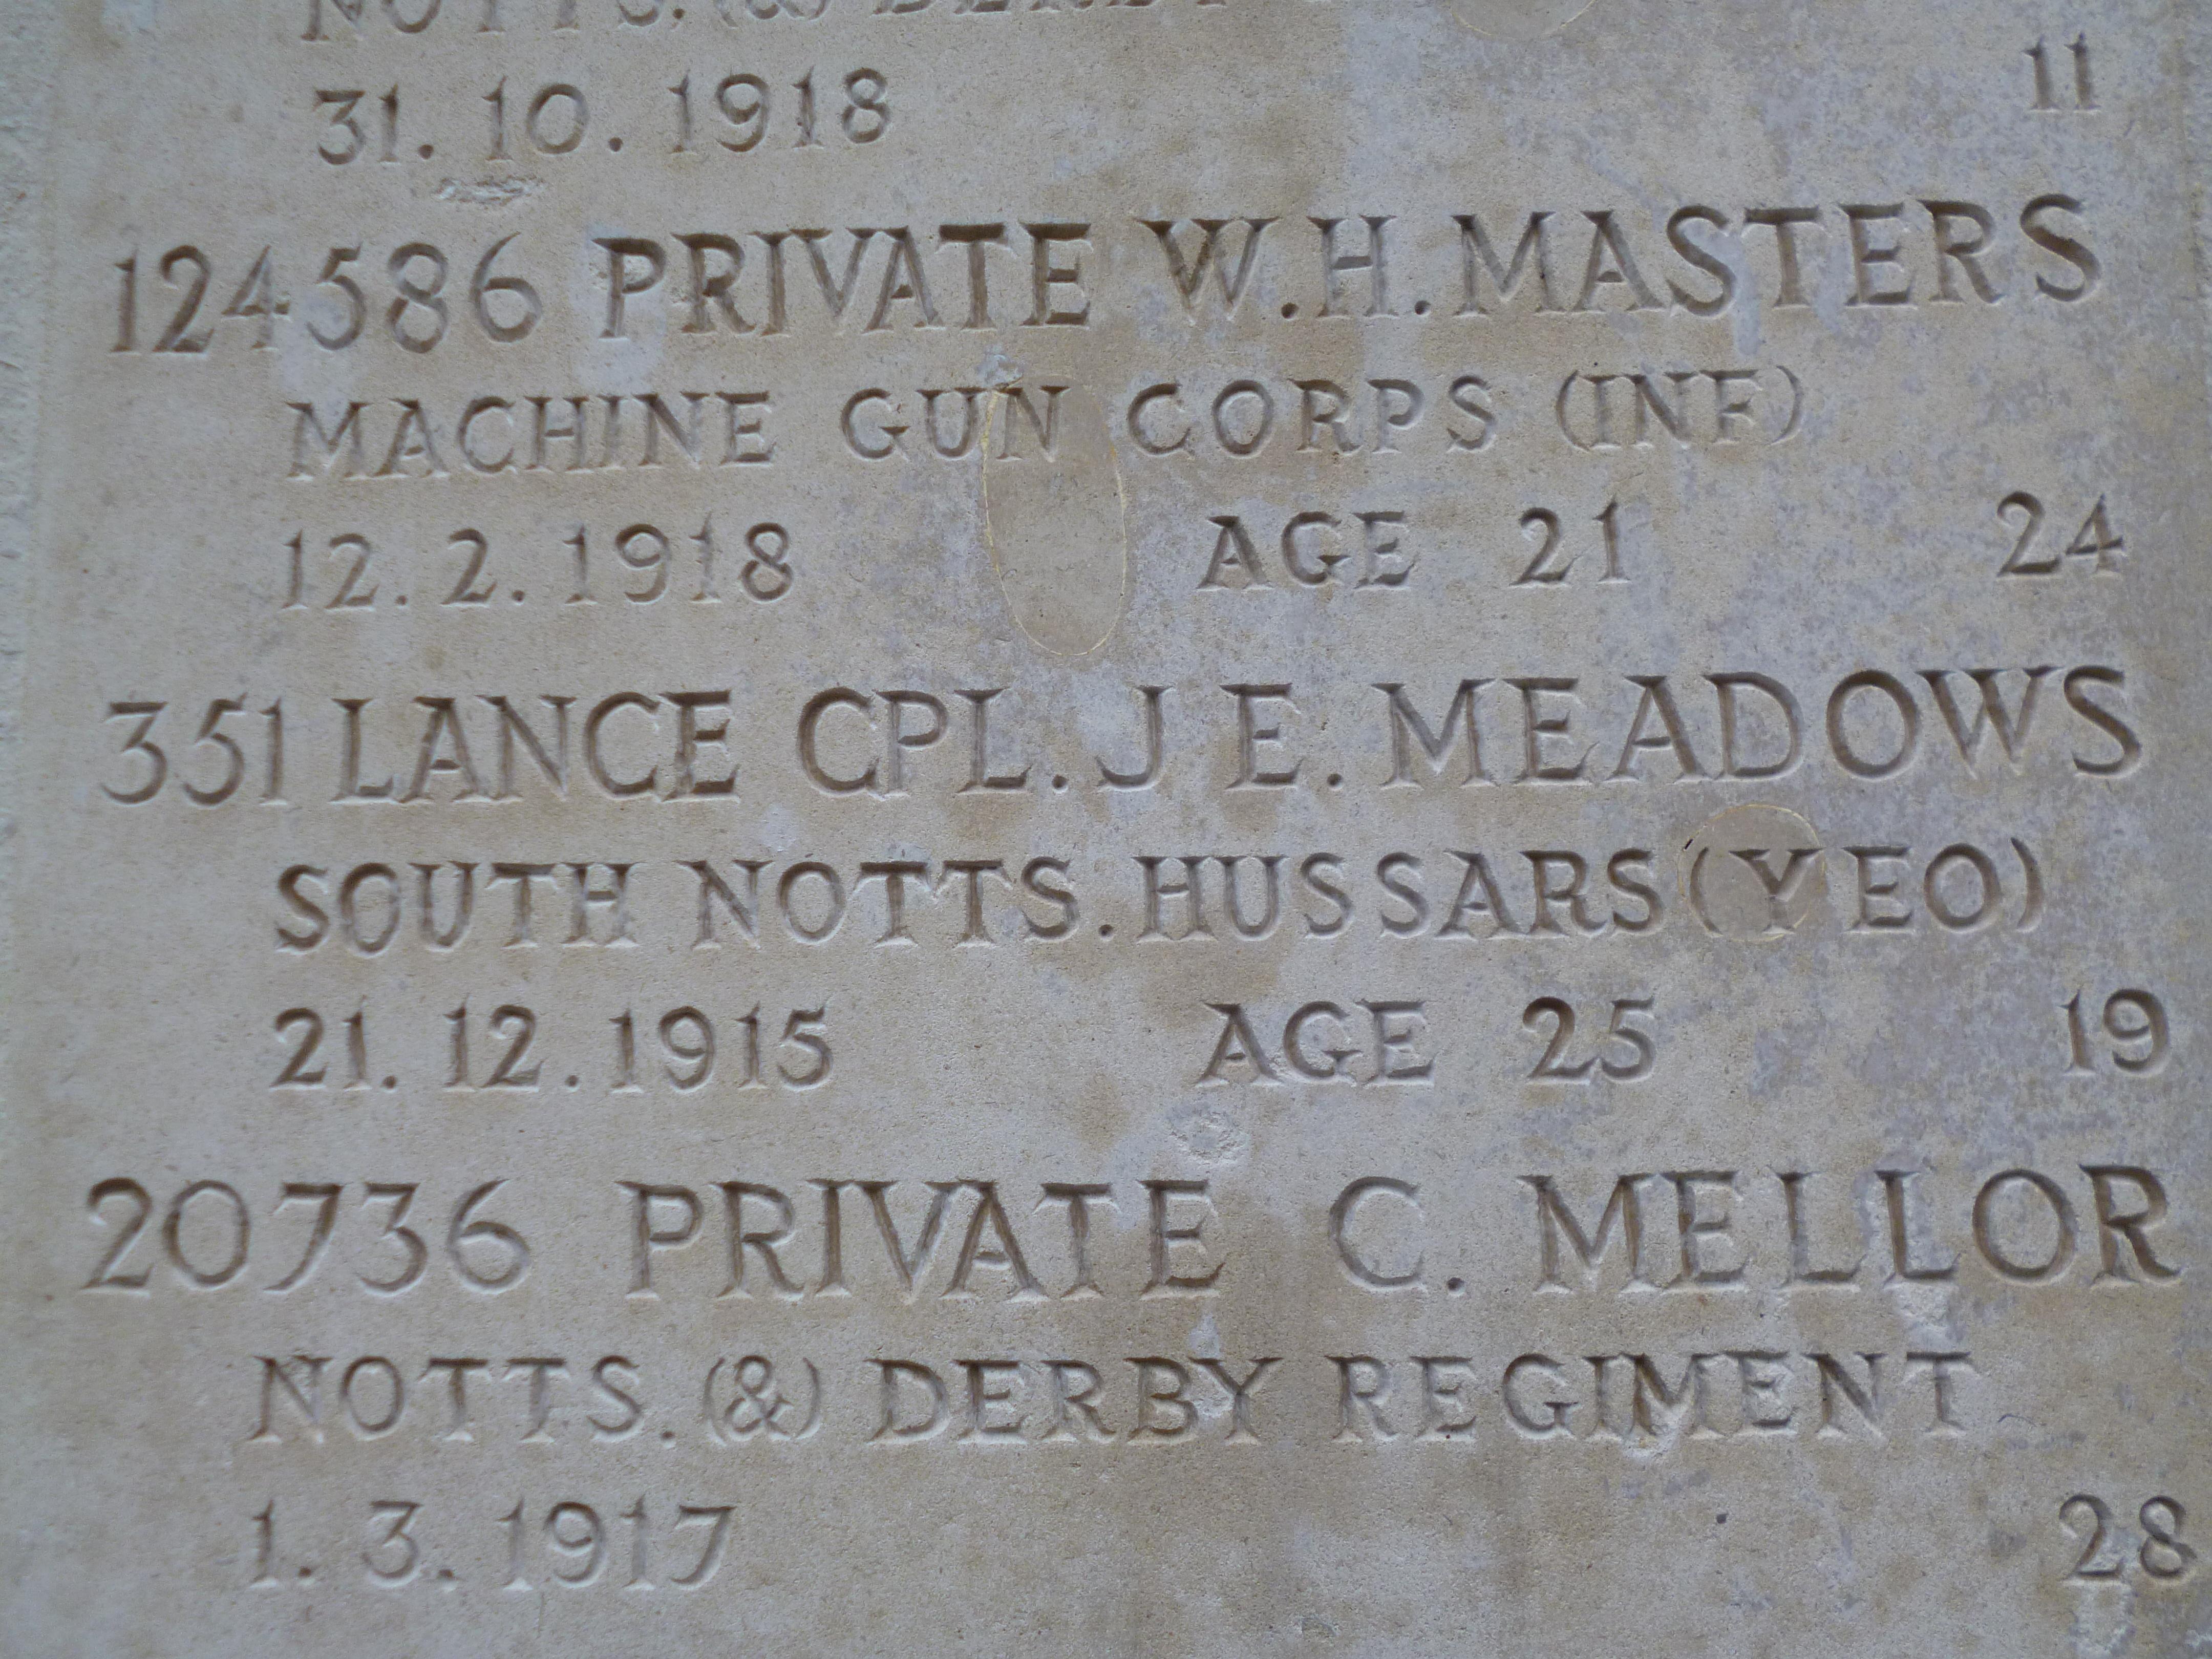 NOTTS. (&) DERBY
31. 10. 1918 11
124586 PRIVATE W.H. MASTERS
MACHINE GUN CORPS (INF)
12. 2. 1918 AGE 21 24
351 LANCE CPL. J E. MEADOWS
SOUTH NOTTS. HUSSARS (YEO)
21. 12. 1915 AGE 25 19
20736 PRIVATE C. MELLOR
NOTTS. (&) DERBY REGIMENT
1. 3. 1917 28